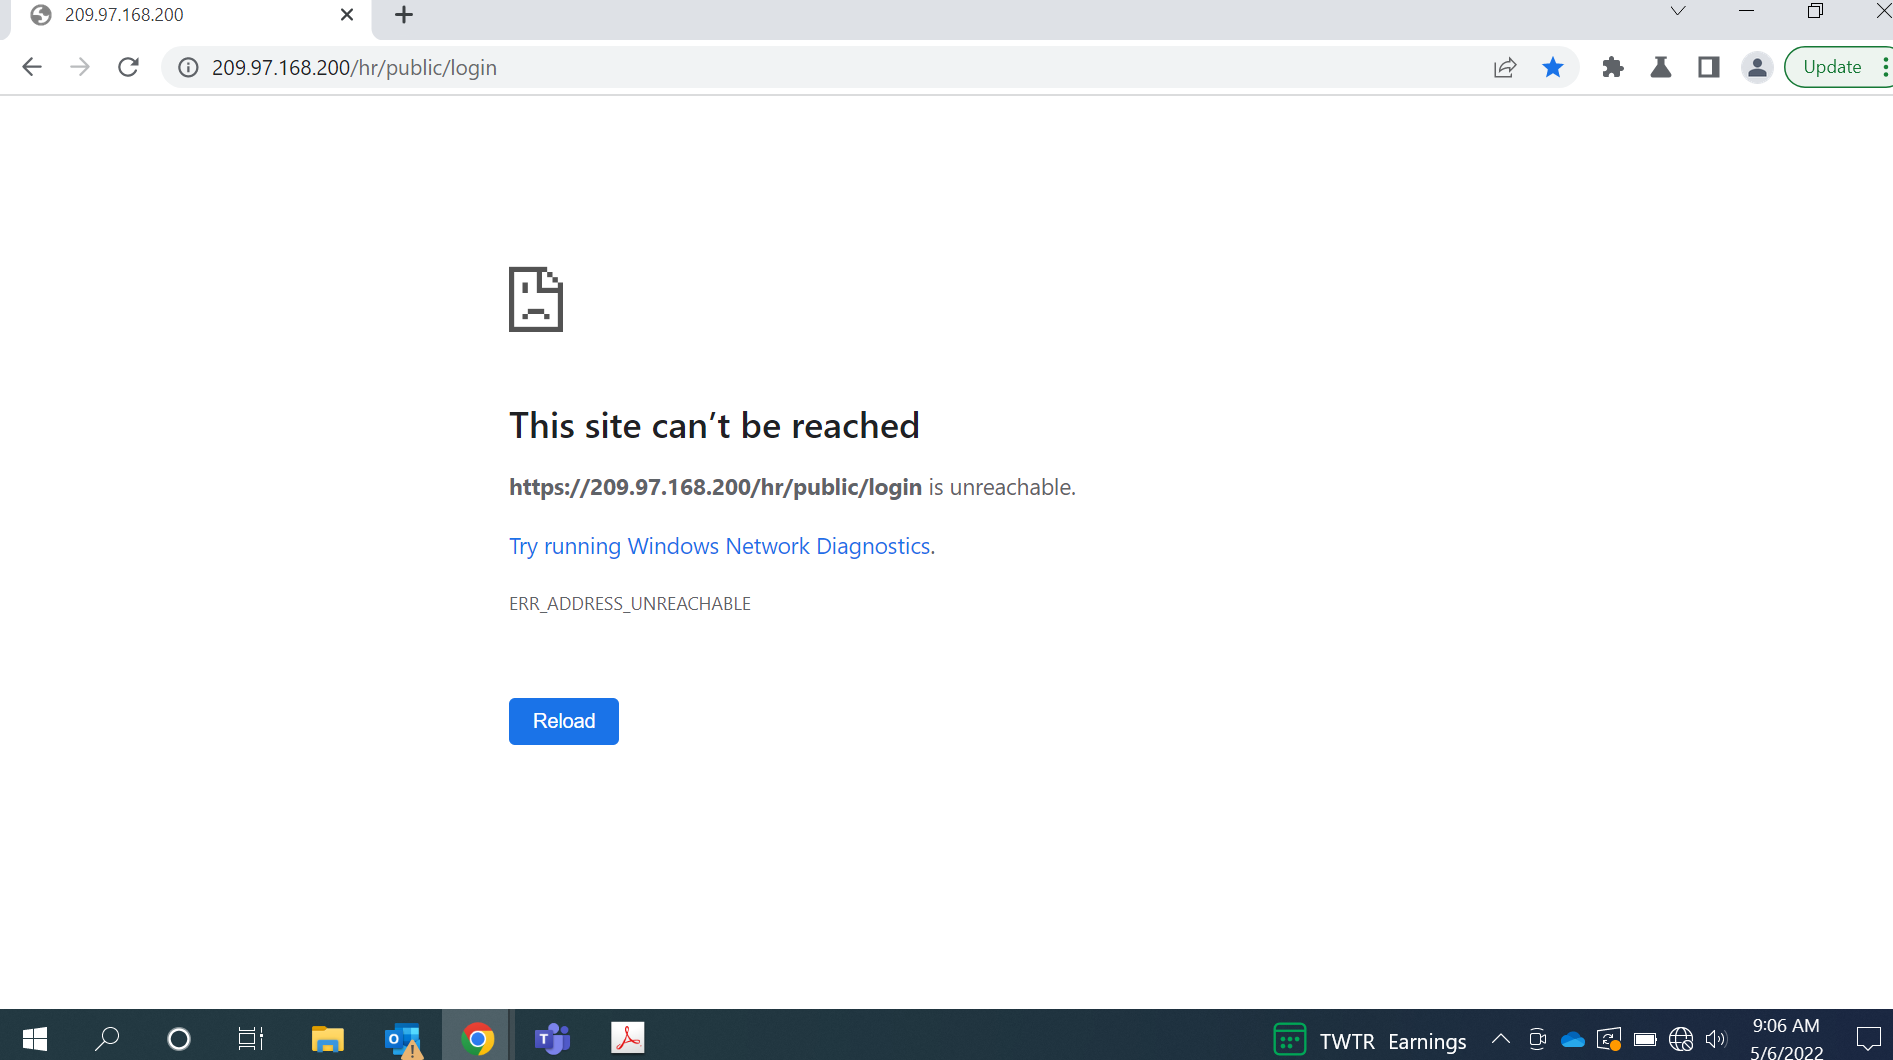 209.97.168.200
209.97.168.200/hr/public/login
Update
This site can’t be reached
https://209.97.168.200/hr/public/login is unreachable.
Try running Windows Network Diagnostics.
ERR_ADDRESS_UNREACHABLE
Reload
TWTR Earnings
9:06 AM
5/6/2022